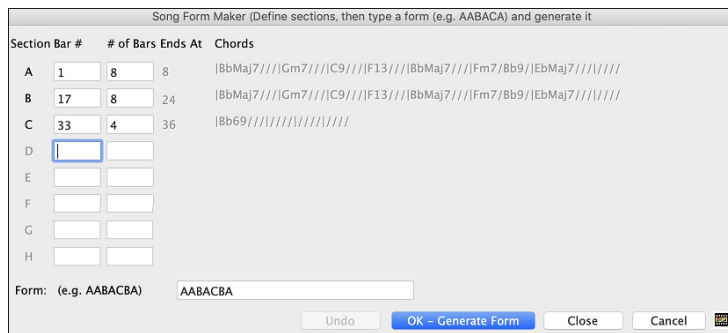 Song Form Maker (Define sections, then type a form (e.g. AABACA) and generate it
Section Bar # # of Bars Ends At Chords
A 1 8 8 |BbMaj7///|Gm7///|C9///|F13///|BbMaj7///|Fm7/Bb9/|EbMaj7///|////
B 17 8 24 |BbMaj7///|Gm7///|C9///|F13///|BbMaj7///|Fm7/Bb9/|EbMaj7///|////
C 33 4 36 |Bb69///|////|////|////
D
E
F
G
H
Form: (e.g. AABACBA) AABACBA
Undo OK - Generate Form Close Cancel